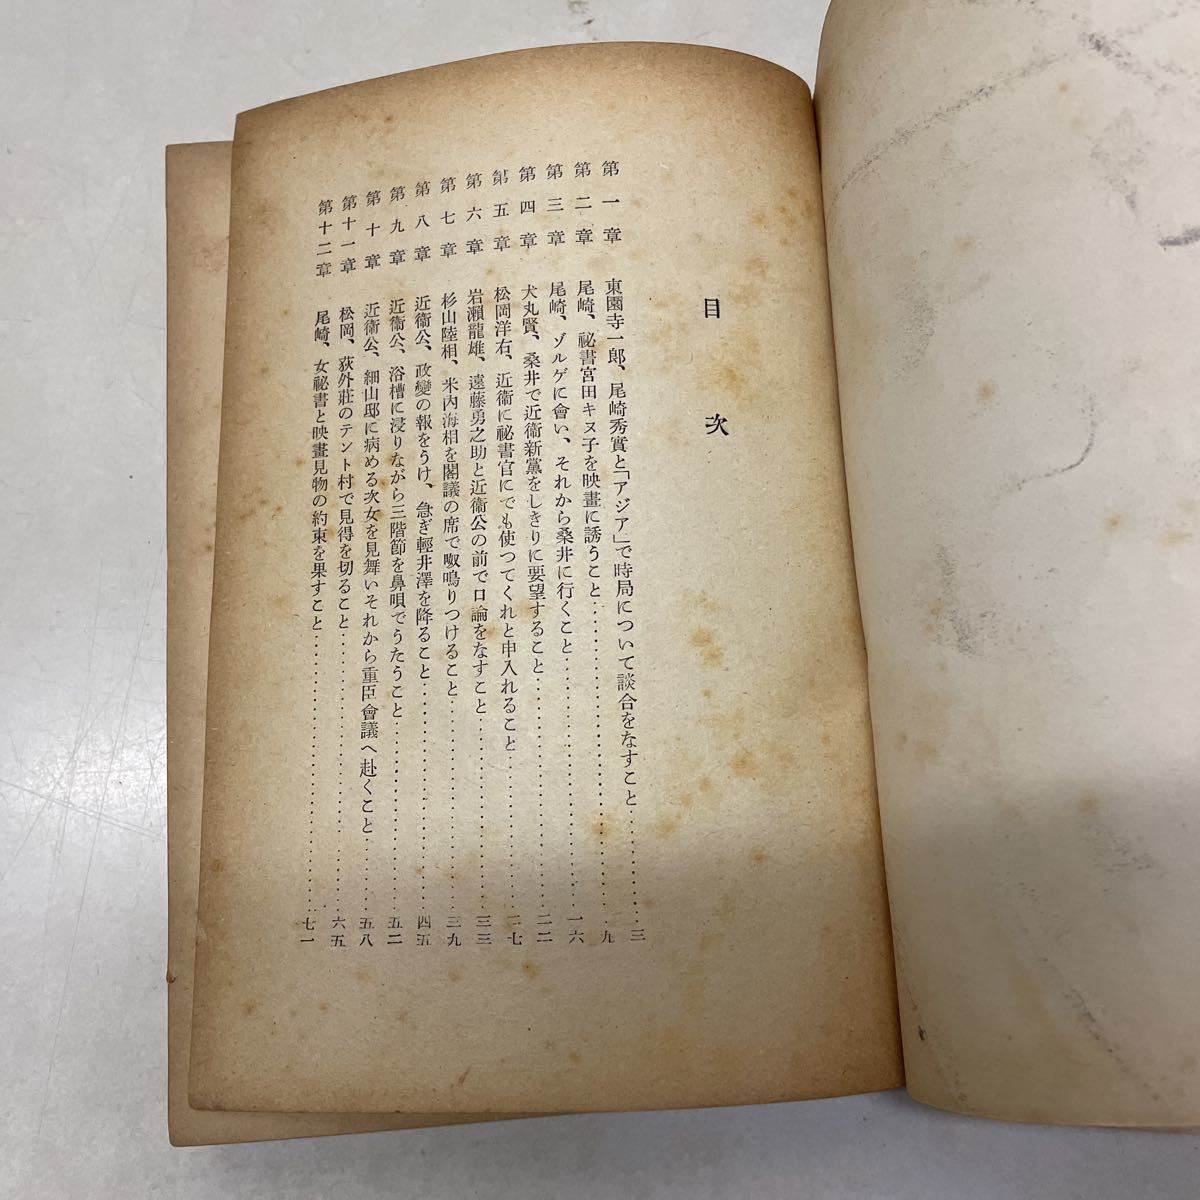 目次
第一章 東園寺一郎、尾崎秀實と「アジア」で時局について談合をなすこと……………三
第二章 尾崎、祕書宮田キヌ子を映畫に誘うこと……………九
第三章 尾崎、ゾルゲに會い、それから桑井に行くこと……………一六
第四章 犬丸賢、桑井で近衞新黨をしきりに要望すること……………二二
第五章 松岡洋右、近衞に祕書官にでも使つてくれと申入れること……………二七
第六章 岩瀨龍雄、遠藤勇之助と近衞公の前で口論をなすこと……………三三
第七章 杉山陸相、米內海相を閣議の席で呶鳴りつけること……………三九
第八章 近衞公、政變の報をうけ、急ぎ輕井澤を降ること……………四五
第九章 近衞公、浴槽に浸りながら三階節を鼻唄でうたうこと……………五二
第十章 近衞公、細山邸に病める次女を見舞いそれから重臣會議へ赴くこと……………五八
第十一章 松岡、荻外莊のテント村で見得を切ること……………六五
第十二章 尾崎、女祕書と映畫見物の約束を果すこと……………七一